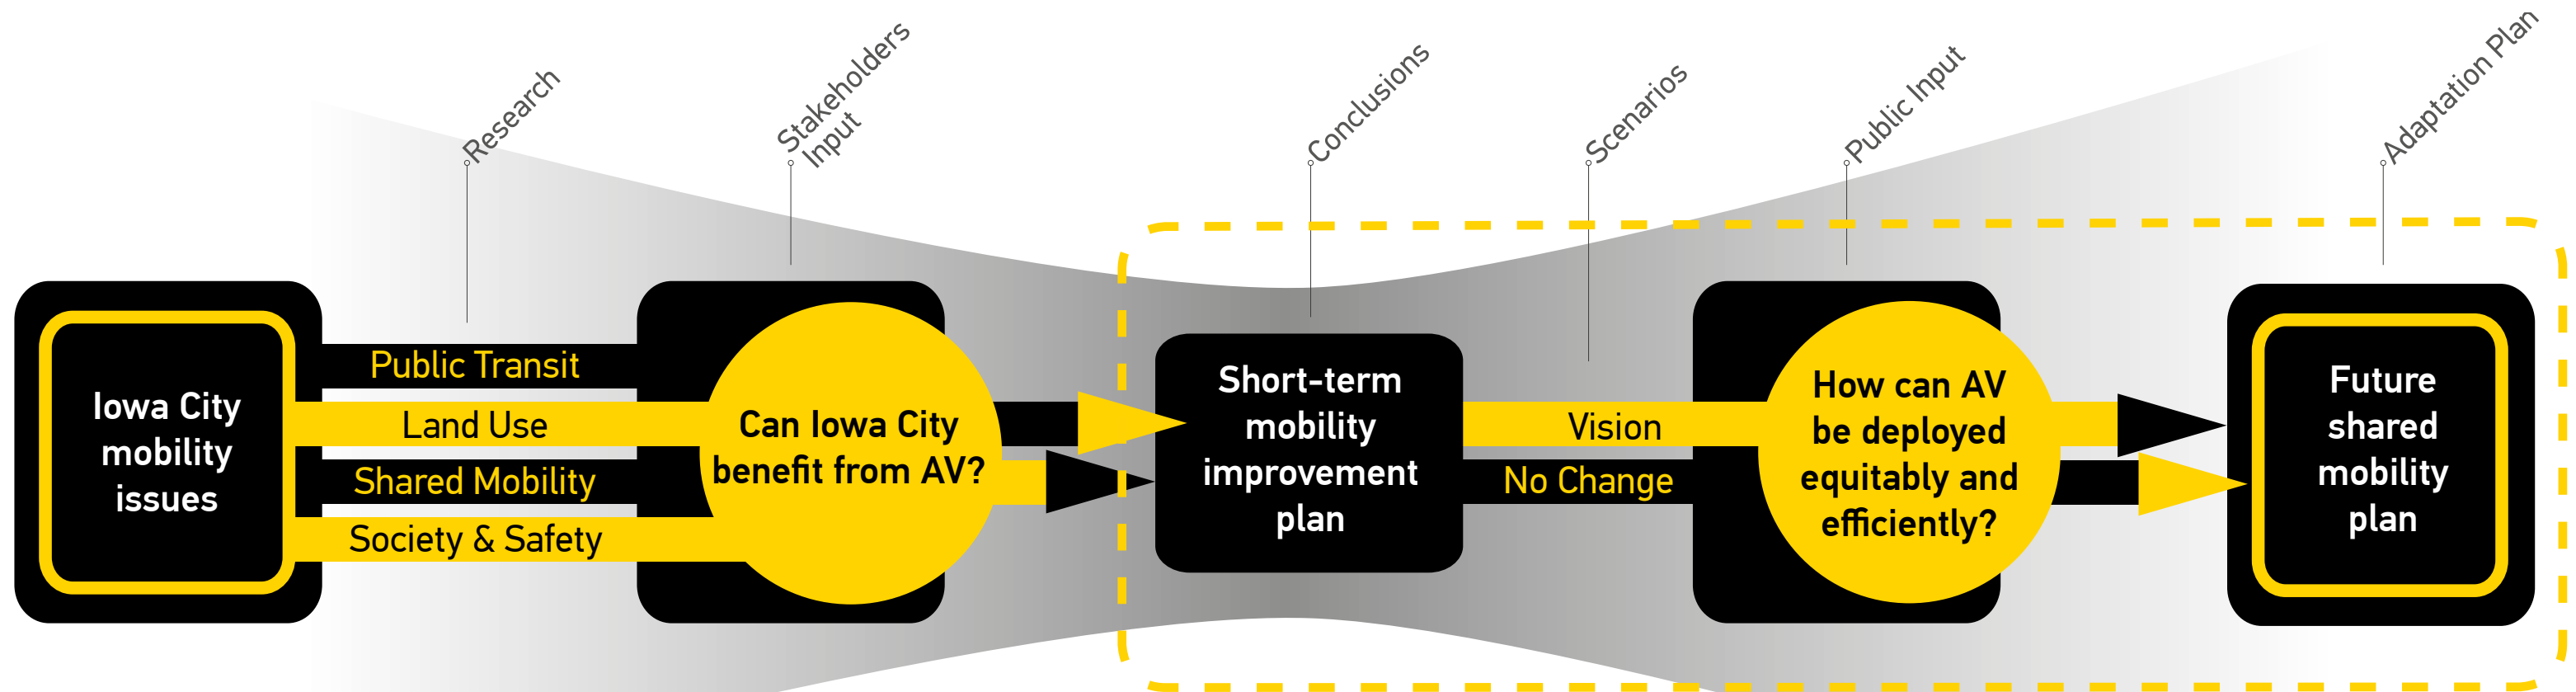 Research
Stakeholders
Input
Conclusions
Scenarios
Public Input
Adaptation Plan
Iowa City
mobility
issues
Public Transit
Land Use
Shared Mobility
Society & Safety
Can Iowa City
benefit from AV?
Short-term
mobility
improvement
plan
Vision
No Change
How can AV
be deployed
equitably and
efficiently?
Future
shared
mobility
plan